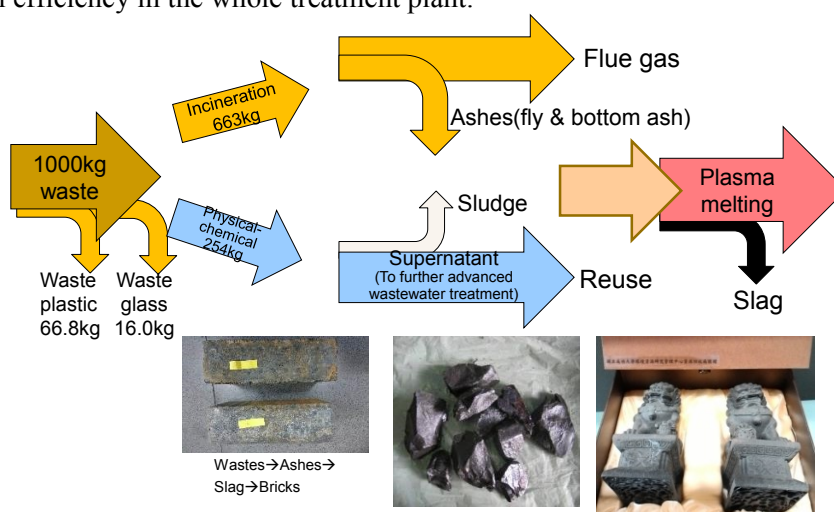 efficiency in the whole treatment plant.
Flue gas
Incineration
663kg
Ashes(fly & bottom ash)
1000kg
waste
Plasma
melting
Physical-
chemical
254kg
Sludge
Supernatant
(To further advanced
wastewater treatment)
Reuse
Waste
plastic
66.8kg
Waste
glass
16.0kg
Slag
Wastes→Ashes→
Slag→Bricks